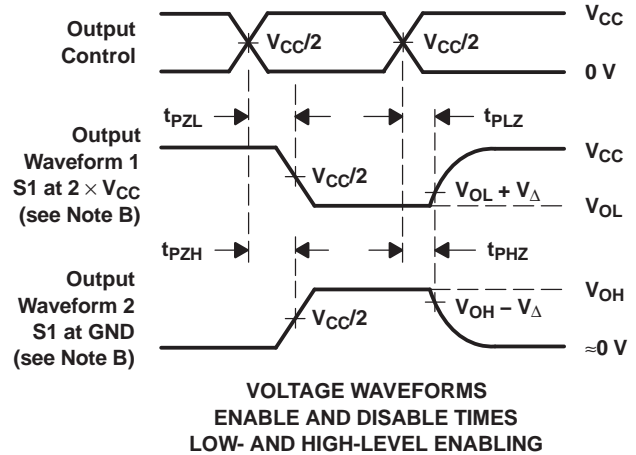 Output
Control
VCC/2
VCC/2
VCC
0 V
tPZL
tPLZ
Output
Waveform 1
S1 at 2 × VCC
(see Note B)
VCC/2
VCC
VOL + VΔ
VOL
tPZH
tPHZ
Output
Waveform 2
S1 at GND
(see Note B)
VCC/2
VOH
VOH – VΔ
≈0 V
VOLTAGE WAVEFORMS
ENABLE AND DISABLE TIMES
LOW- AND HIGH-LEVEL ENABLING